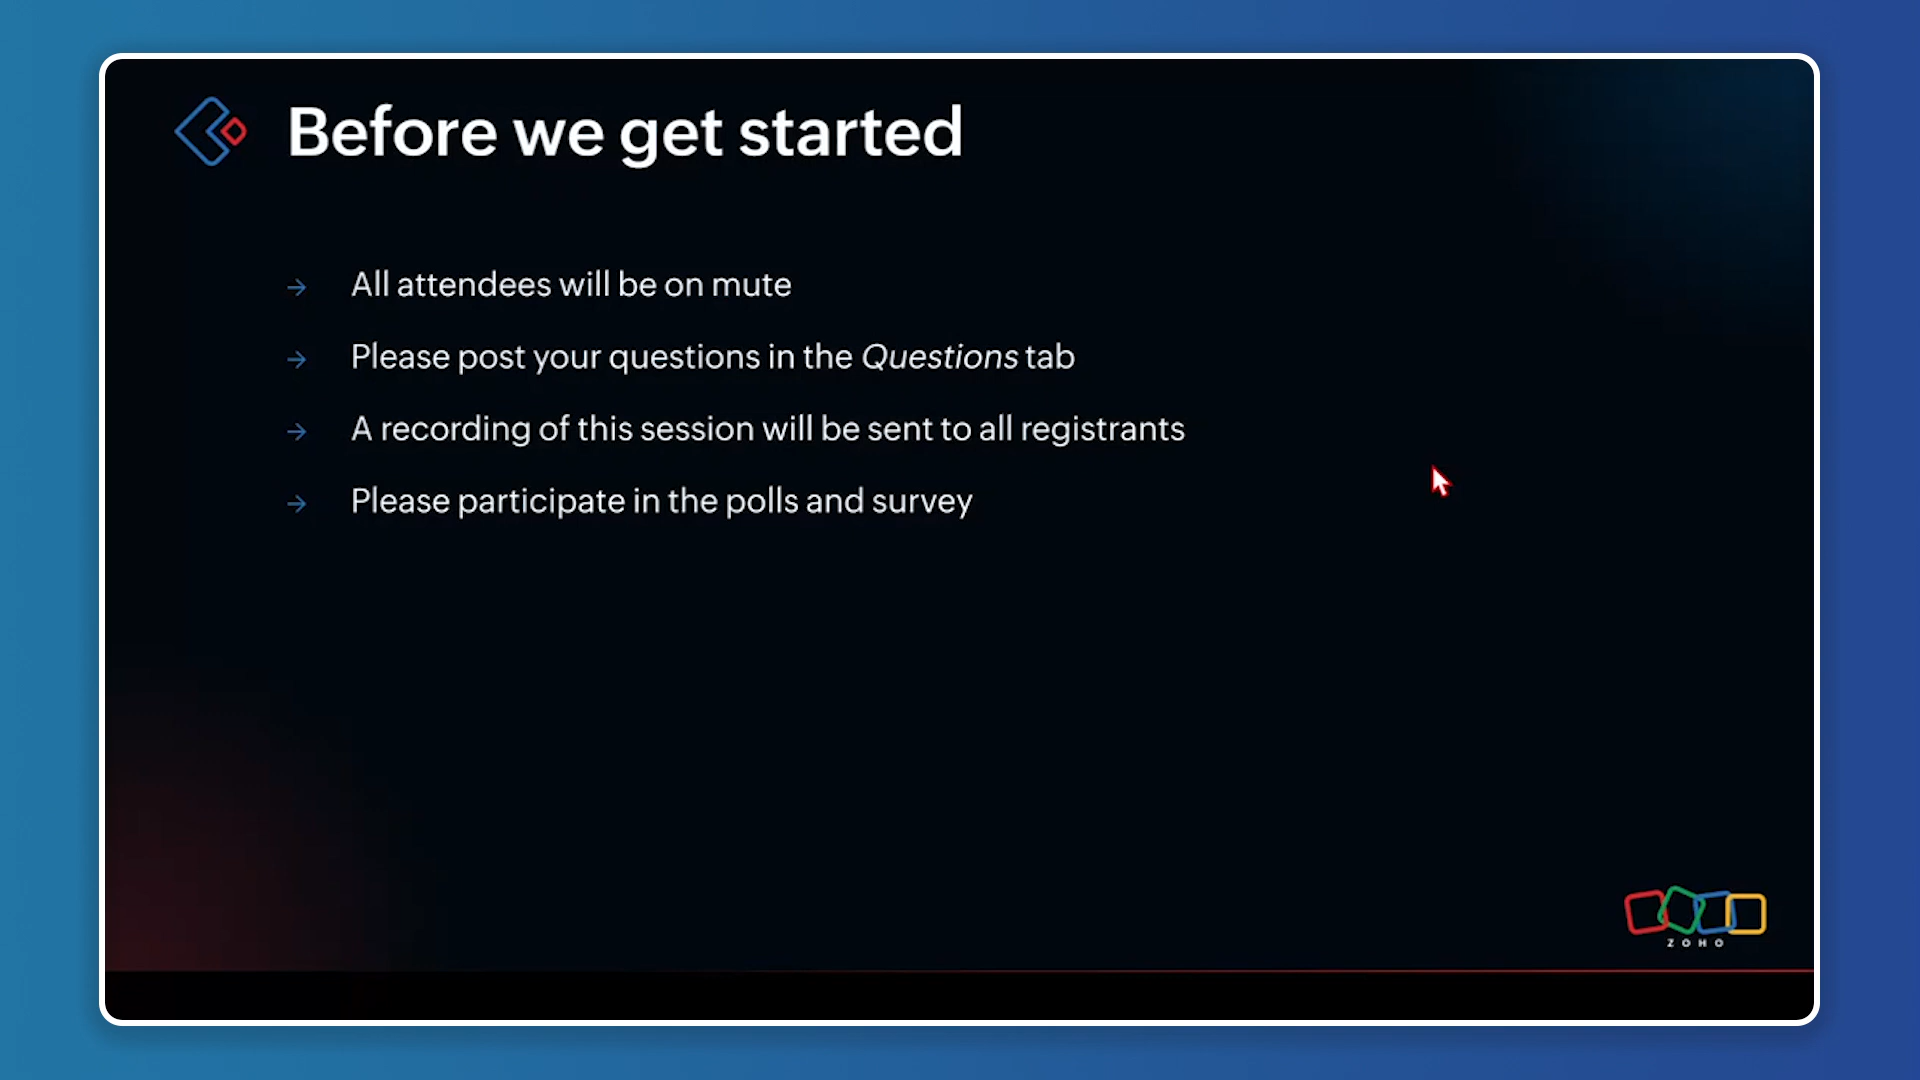 Before we get started
→ All attendees will be on mute
→ Please post your questions in the Questions tab
→ A recording of this session will be sent to all registrants
→ Please participate in the polls and survey
ZOHO